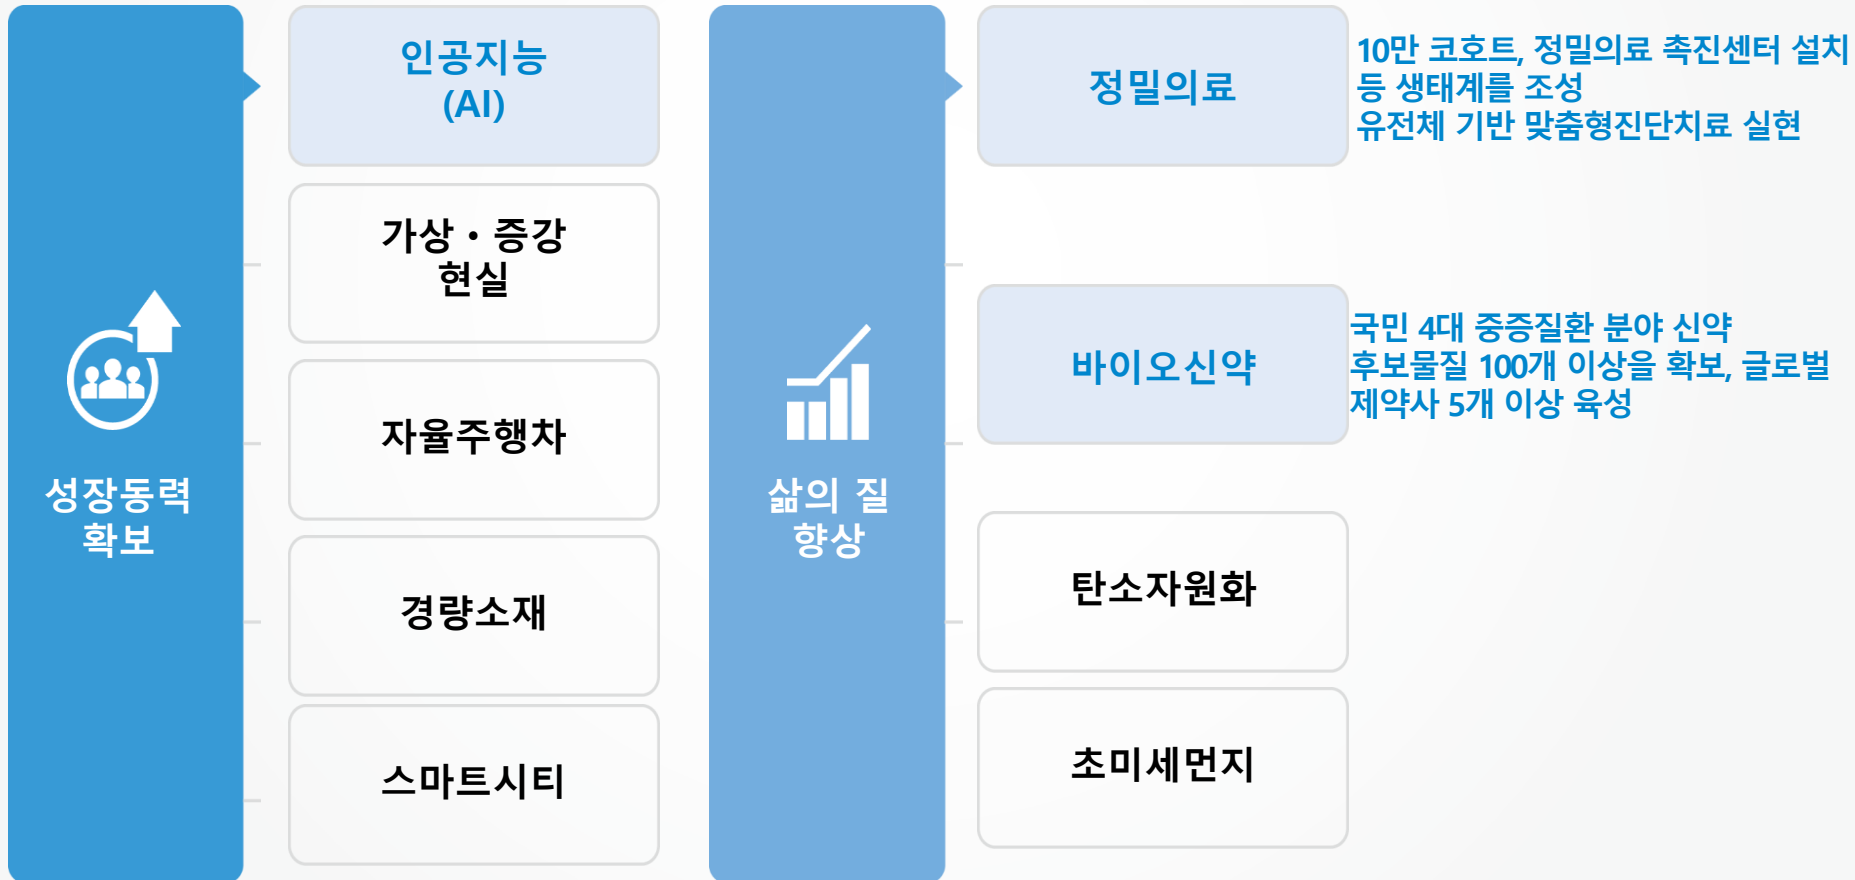 성장동력
확보
인공지능
(AI)
가상·증강
현실
자율주행차
경량소재
스마트시티
삶의 질
향상
정밀의료
10만 코호트, 정밀의료 촉진센터 설치
등 생태계를 조성
유전체 기반 맞춤형진단치료 실현
바이오신약
국민 4대 중증질환 분야 신약
후보물질 100개 이상을 확보, 글로벌
제약사 5개 이상 육성
탄소자원화
초미세먼지